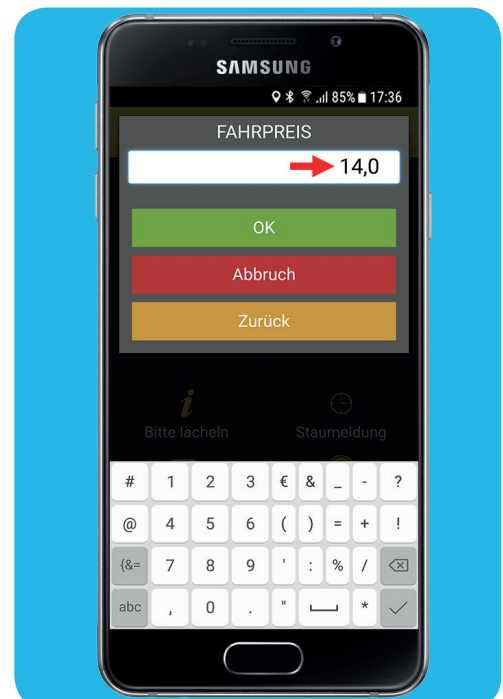 SAMSUNG
85% 17:36
FAHRPREIS
14,0
OK
Abbruch
Zurück
i
Bitte lächeln
Staumeldung
# 1 2 3 € & _ - ?
@ 4 5 6 ( ) = + !
{&= 7 8 9 ' : % /
abc , 0 . " *